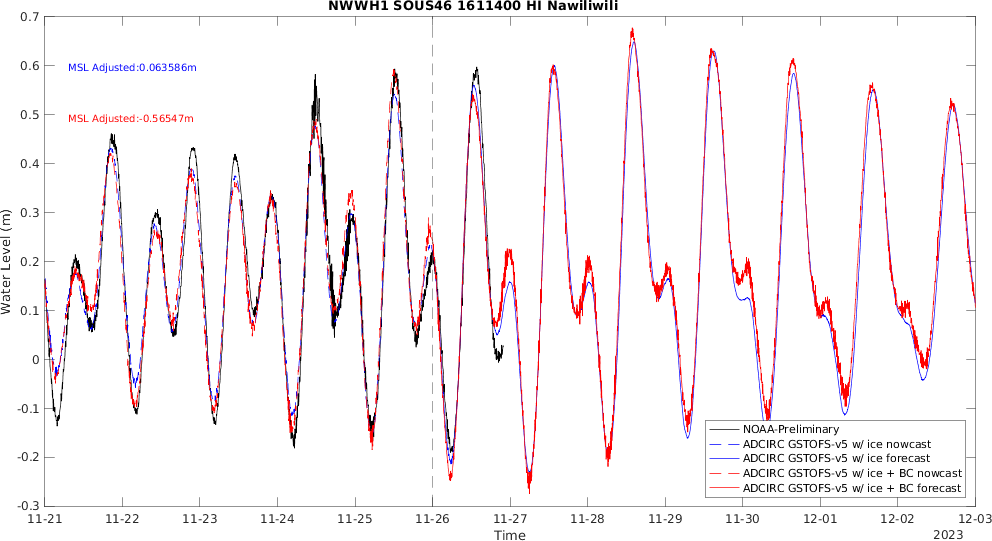 NWWH1 SOUS46 1611400 HI Nawiliwili
0.7
0.6
0.5
0.4
0.3
0.2
0.1
0
-0.1
-0.2
-0.3
Water Level (m)
MSL Adjusted:0.063586m
MSL Adjusted:-0.56547m
NOAA-Preliminary
ADCIRC GSTOFS-v5 w/ ice nowcast
ADCIRC GSTOFS-v5 w/ ice forecast
ADCIRC GSTOFS-v5 w/ice + BC nowcast
ADCIRC GSTOFS-v5 w/ice + BC forecast
11-21 11-22 11-23 11-24 11-25 11-26 11-27 11-28 11-29 11-30 12-01 12-02 12-03
Time
2023